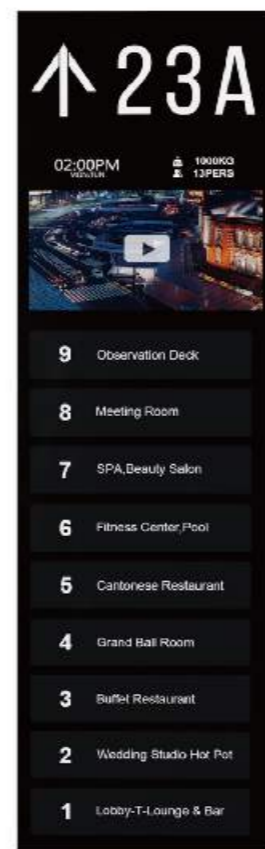 23A
02:00PM
1000KG
13PERS
9 Observation Deck
8 Meeting Room
7 SPA,Beauty Salon
6 Fitness Center,Pool
5 Cantonese Restaurant
4 Grand Ball Room
3 Buffet Restaurant
2 Wedding Studio Hot Pot
1 Lobby-T-Lounge & Bar